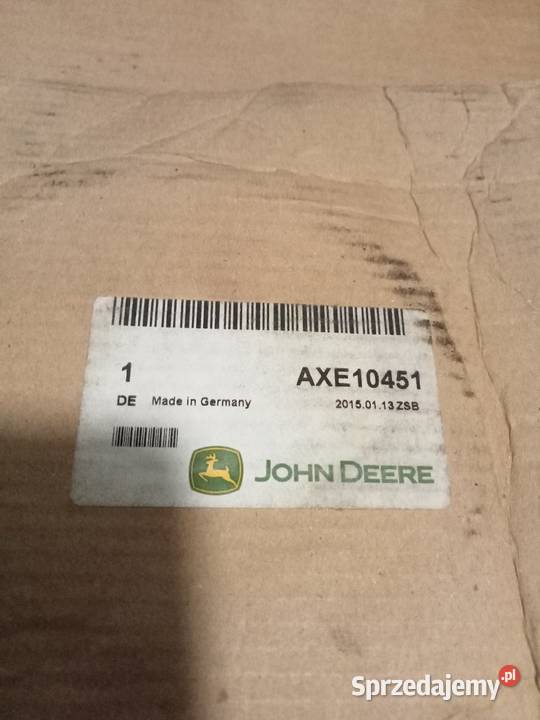 1 AXE10451
DE Made in Germany 2015.01.13 ZSB
JOHN DEERE
Sprzedajemy.pl